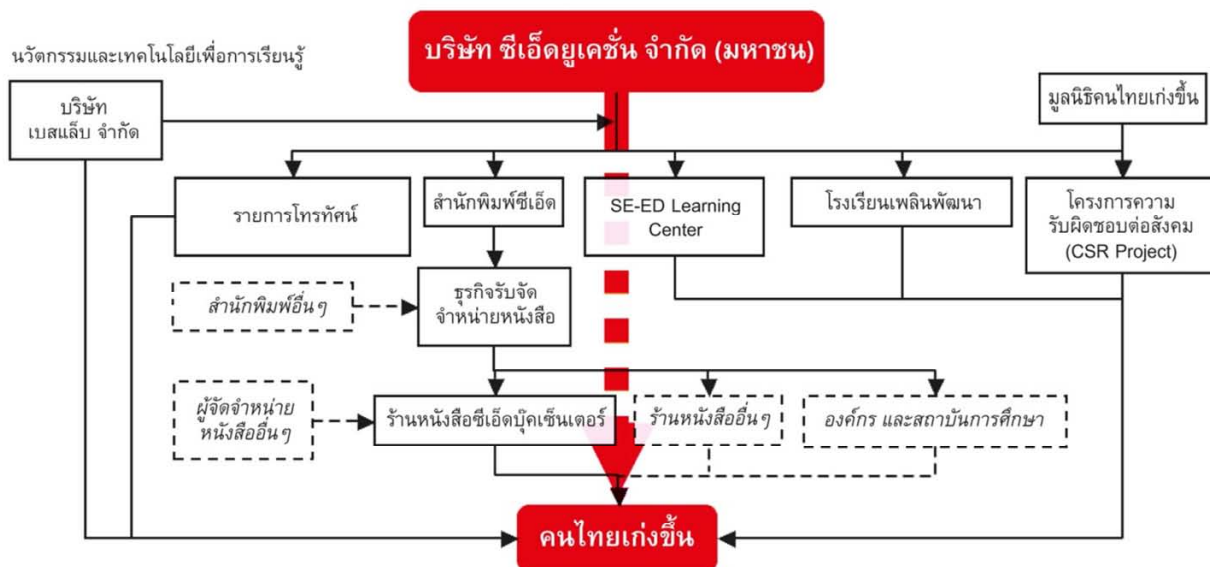 บริษัท ซีเอ็ดยูเคชั่น จำกัด (มหาชน)
นวัตกรรมและเทคโนโลยีเพื่อการเรียนรู้
บริษัท
เบสแล็บ จำกัด
มูลนิธิคนไทยเก่งขึ้น
รายการโทรทัศน์
สำนักพิมพ์ซีเอ็ด
SE-ED Learning
Center
โรงเรียนเพลินพัฒนา
โครงการความ
รับผิดชอบต่อสังคม
(CSR Project)
สำนักพิมพ์อื่นๆ
ธุรกิจรับจัด
จำหน่ายหนังสือ
ผู้จัดจำหน่าย
หนังสืออื่นๆ
ร้านหนังสือซีเอ็ดบุ๊คเซ็นเตอร์
ร้านหนังสืออื่นๆ
องค์กร และสถาบันการศึกษา
คนไทยเก่งขึ้น